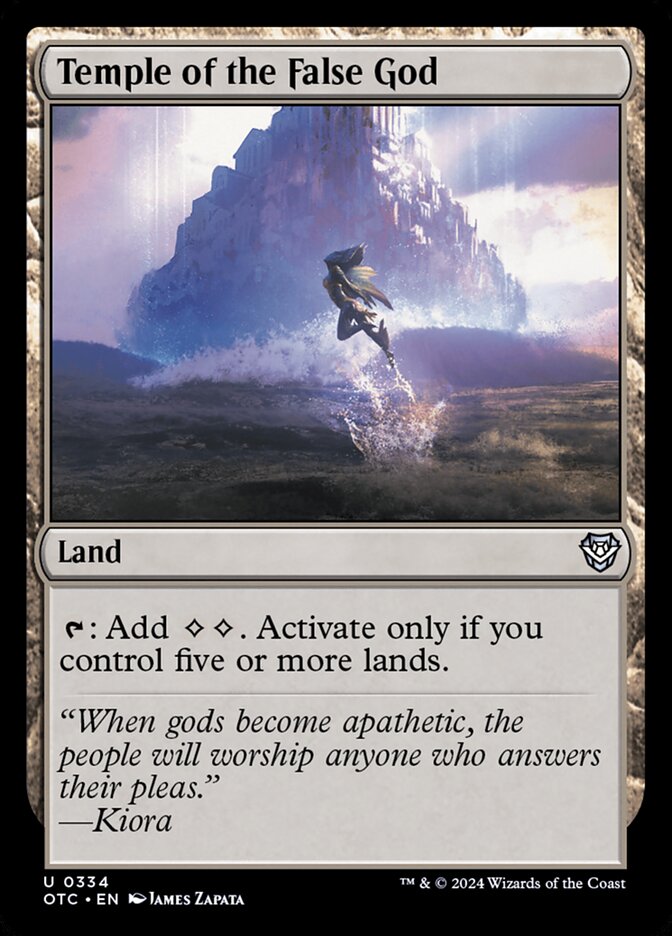 Temple of the False God
Land
: Add . Activate only if you
control five or more lands.
“When gods become apathetic, the
people will worship anyone who answers
their pleas.”
—Kiora
U 0334
OTC • EN James Zapata
™ & © 2024 Wizards of the Coast